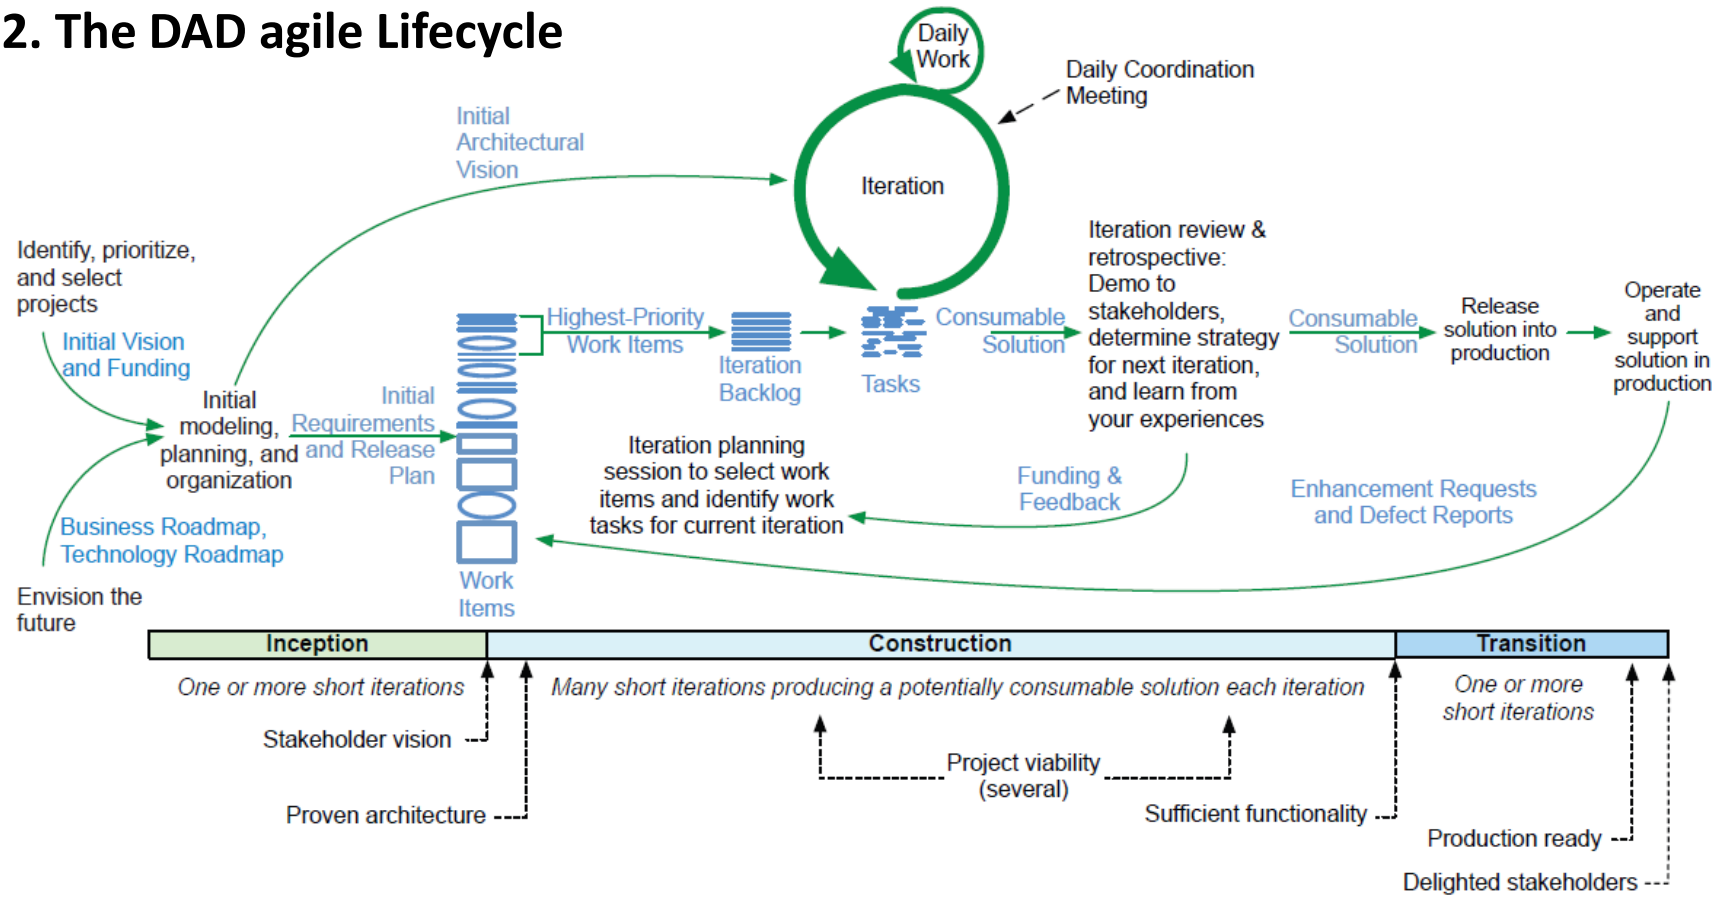 2. The DAD agile Lifecycle
Daily
Work
Daily Coordination
Meeting
Initial
Architectural
Vision
Iteration
Identify, prioritize,
and select
projects
Initial Vision
and Funding
Initial
modeling,
planning, and
organization
Business Roadmap,
Technology Roadmap
Envision the
future
Initial
Requirements
and Release
Plan
Work
Items
Highest-Priority
Work Items
Iteration
Backlog
Tasks
Consumable
Solution
Iteration review &
retrospective:
Demo to
stakeholders,
determine strategy
for next iteration,
and learn from
your experiences
Consumable
Solution
Release
solution into
production
Operate
and
support
solution in
production
Iteration planning
session to select work
items and identify work
tasks for current iteration
Funding &
Feedback
Enhancement Requests
and Defect Reports
Inception
Construction
Transition
One or more short iterations
Many short iterations producing a potentially consumable solution each iteration
One or more
short iterations
Stakeholder vision
Proven architecture
Project viability
(several)
Sufficient functionality
Production ready
Delighted stakeholders